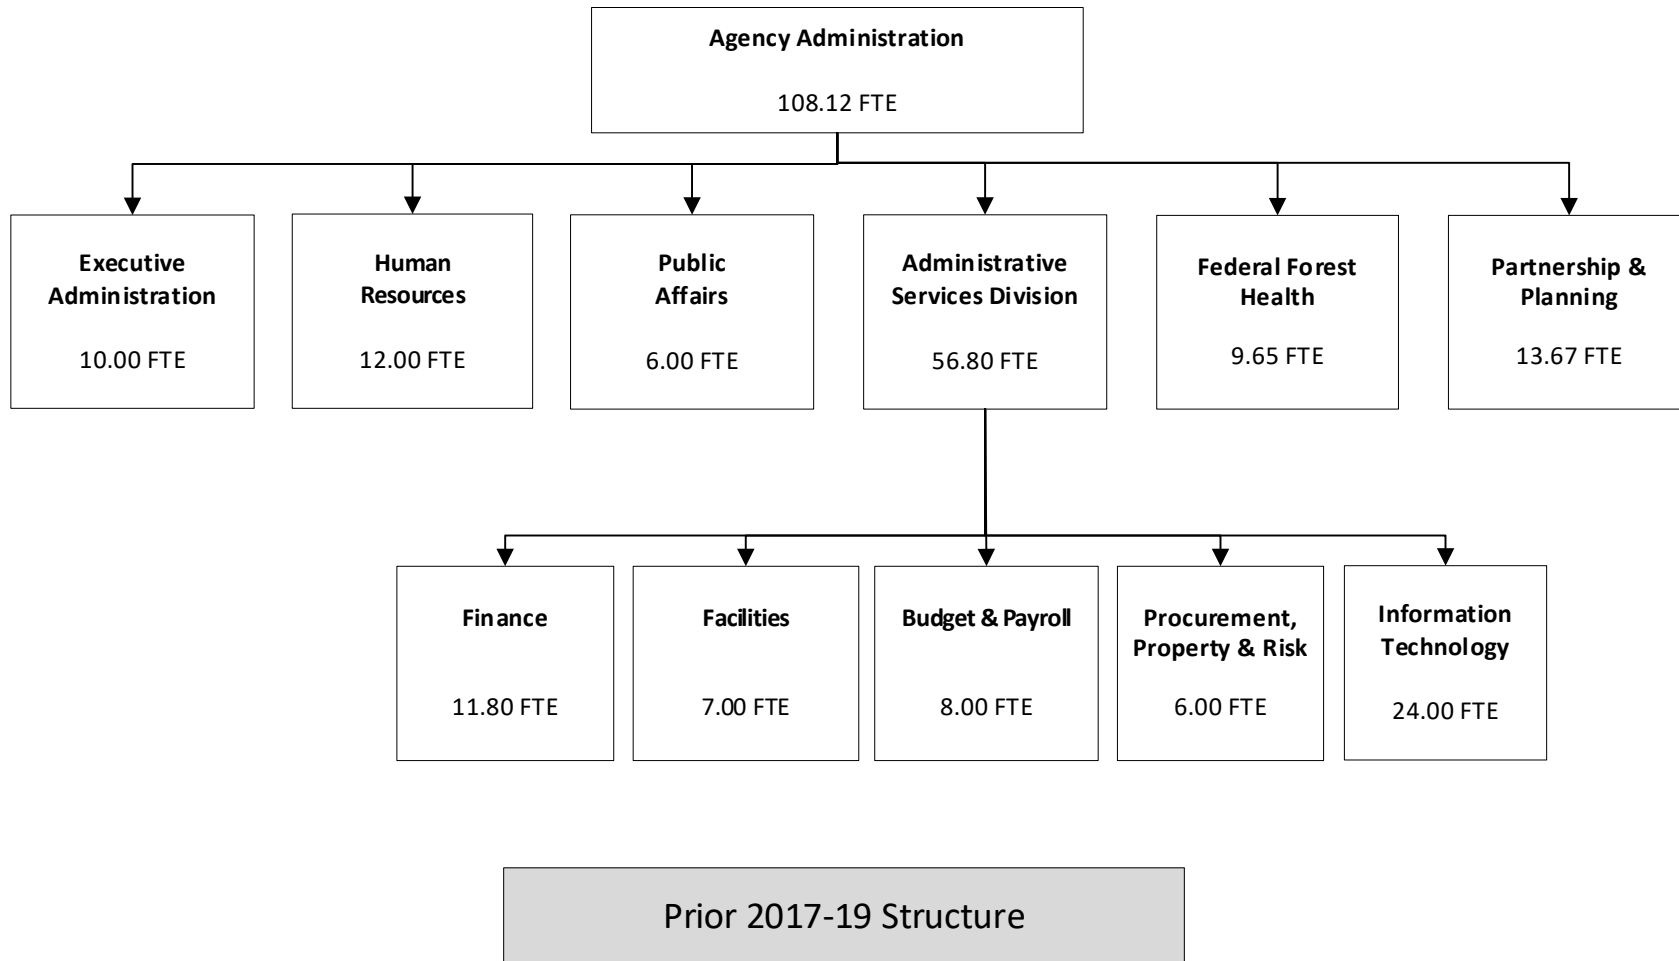 Agency Administration
108.12 FTE
Executive
Administration
10.00 FTE
Human
Resources
12.00 FTE
Public
Affairs
6.00 FTE
Administrative
Services Division
56.80 FTE
Federal Forest
Health
9.65 FTE
Partnership &
Planning
13.67 FTE
Finance
11.80 FTE
Facilities
7.00 FTE
Budget & Payroll
8.00 FTE
Procurement,
Property & Risk
6.00 FTE
Information
Technology
24.00 FTE
Prior 2017-19 Structure